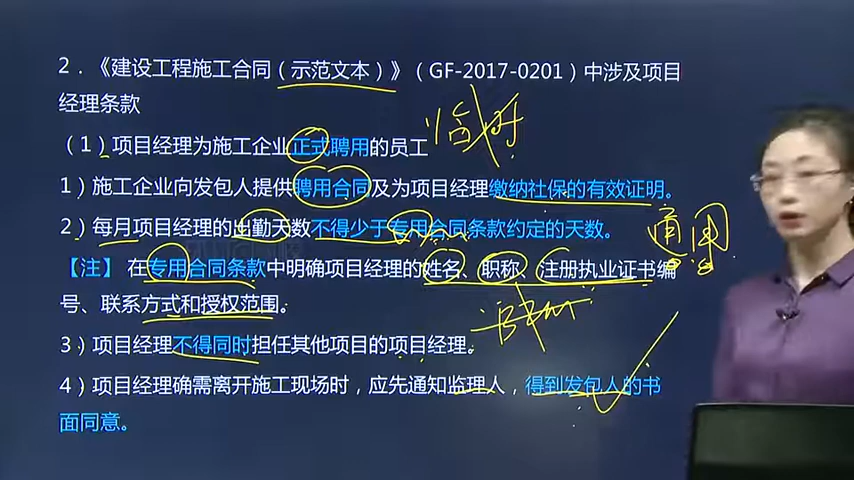 2．《建设工程施工合同（示范文本）》（GF-2017-0201）中涉及项目
经理条款
（1）项目经理为施工企业正式聘用的员工
临时
1）施工企业向发包人提供聘用合同及为项目经理缴纳社保的有效证明。
2）每月项目经理的出勤天数不得少于专用合同条款约定的天数。
通用
【注】在专用合同条款中明确项目经理的姓名、职称、注册执业证书编
号、联系方式和授权范围。
3）项目经理不得同时担任其他项目的项目经理。
4）项目经理确需离开施工现场时，应先通知监理人，得到发包人的书
面同意。